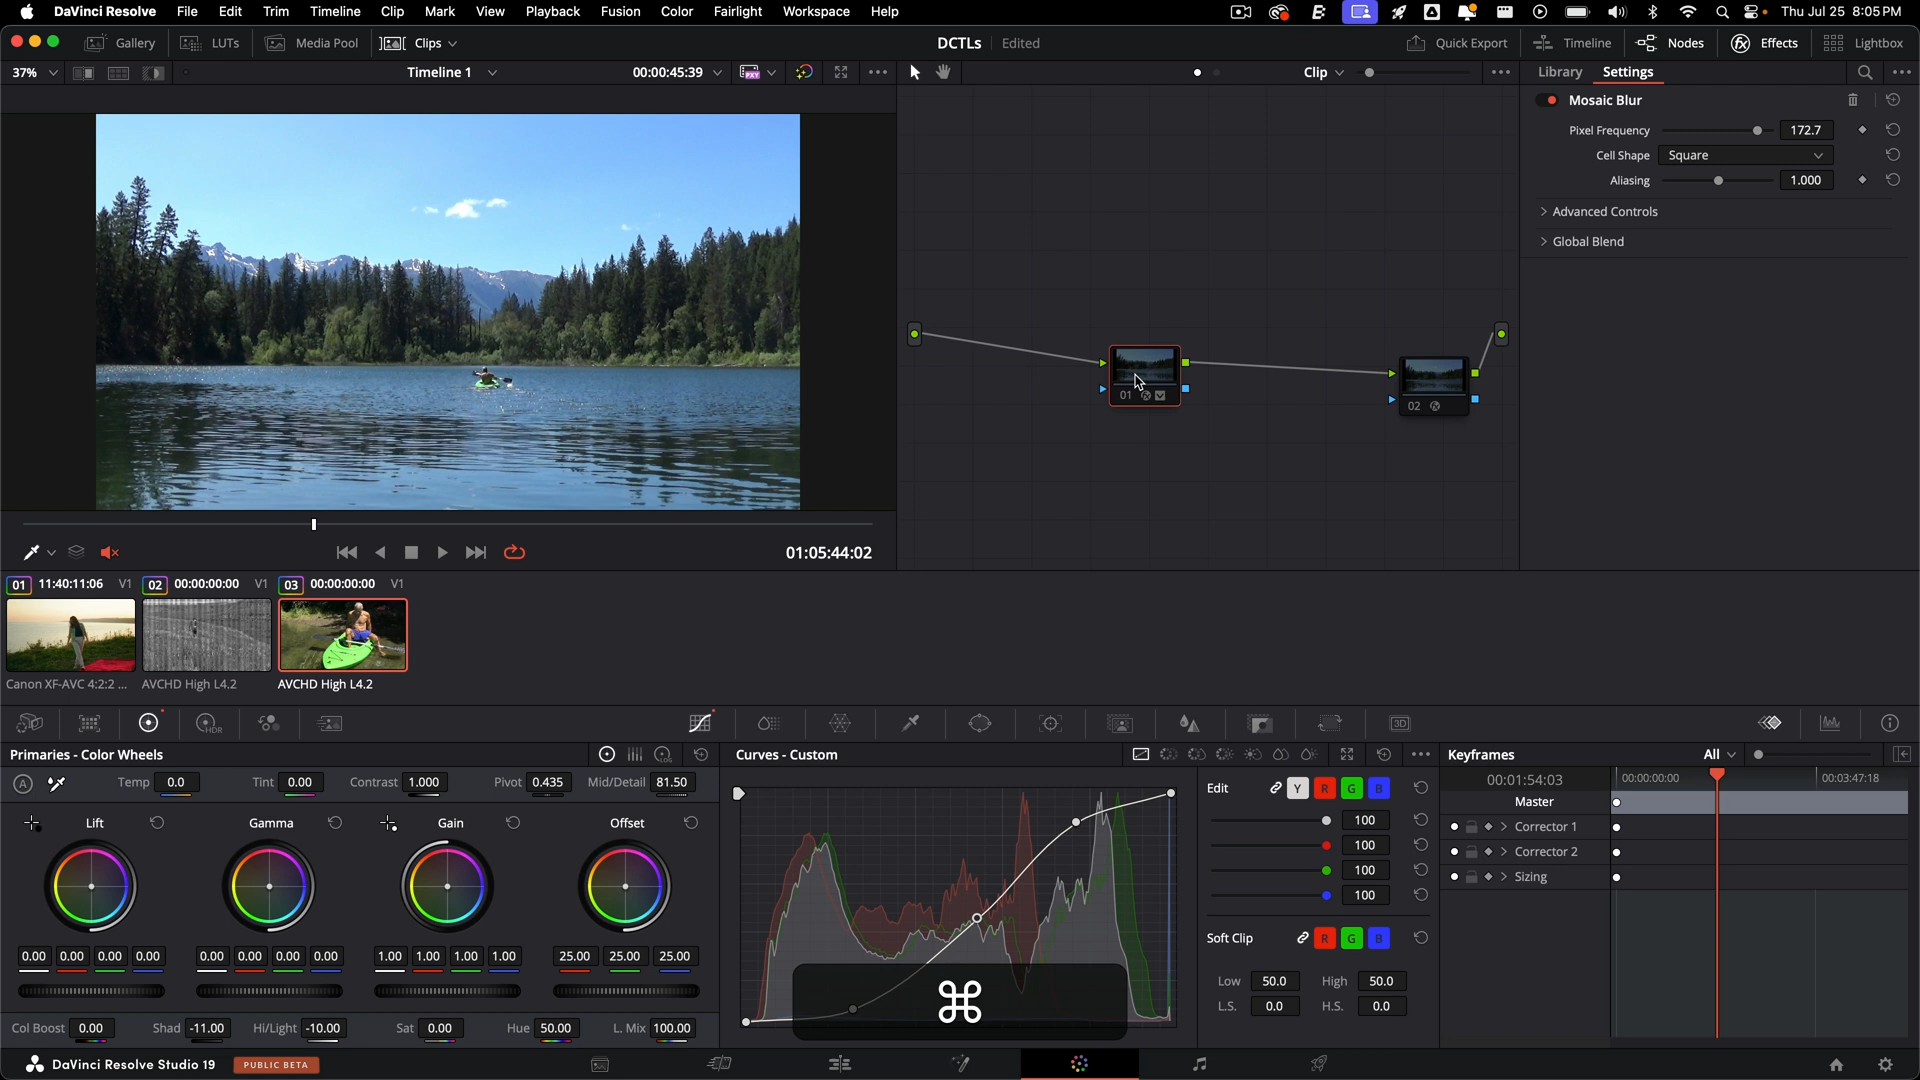 DaVinci Resolve File Edit Trim Timeline Clip Mark View Playback Fusion Color Fairlight Workspace Help Thu Jul 25 8:05 PM
Gallery LUTs Media Pool Clips DCTLs Edited Quick Export Timeline Nodes Effects Lightbox
37% Timeline 1 00:00:45:39 PXY Clip Library Settings
Mosaic Blur
Pixel Frequency 172.7
Cell Shape Square
Aliasing 1.000
Advanced Controls
Global Blend
01
02
01:05:44:02
01 11:40:11:06 V1 02 00:00:00:00 V1 03 00:00:00:00 V1
Canon XF-AVC 4:2:2 ... AVCHD High L4.2 AVCHD High L4.2
HDR 3D
Primaries - Color Wheels LOG Curves - Custom Keyframes All
A Temp 0.0 Tint 0.00 Contrast 1.000 Pivot 0.435 Mid/Detail 81.50
Edit Y R G B
00:01:54:03 00:00:00:00 00:03:47:18
Master
Lift Gamma Gain Offset
100
100
100
100
Corrector 1
Corrector 2
Sizing
0.00 0.00 0.00 0.00 0.00 0.00 0.00 0.00 1.00 1.00 1.00 1.00 25.00 25.00 25.00
Soft Clip R G B
Low 50.0 High 50.0
L.S. 0.0 H.S. 0.0
⌘
Col Boost 0.00 Shad -11.00 Hi/Light -10.00 Sat 0.00 Hue 50.00 L. Mix 100.00
DaVinci Resolve Studio 19 PUBLIC BETA